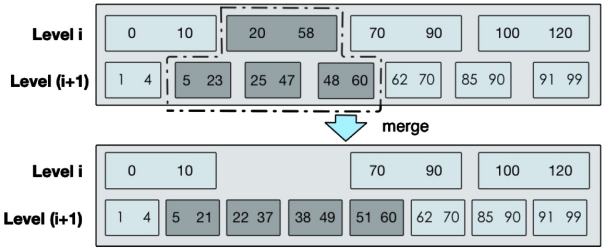 Level i 0 10 20 58 70 90 100 120
Level (i+1) 1 4 5 23 25 47 48 60 62 70 85 90 91 99
merge
Level i 0 10 70 90 100 120
Level (i+1) 1 4 5 21 22 37 38 49 51 60 62 70 85 90 91 99